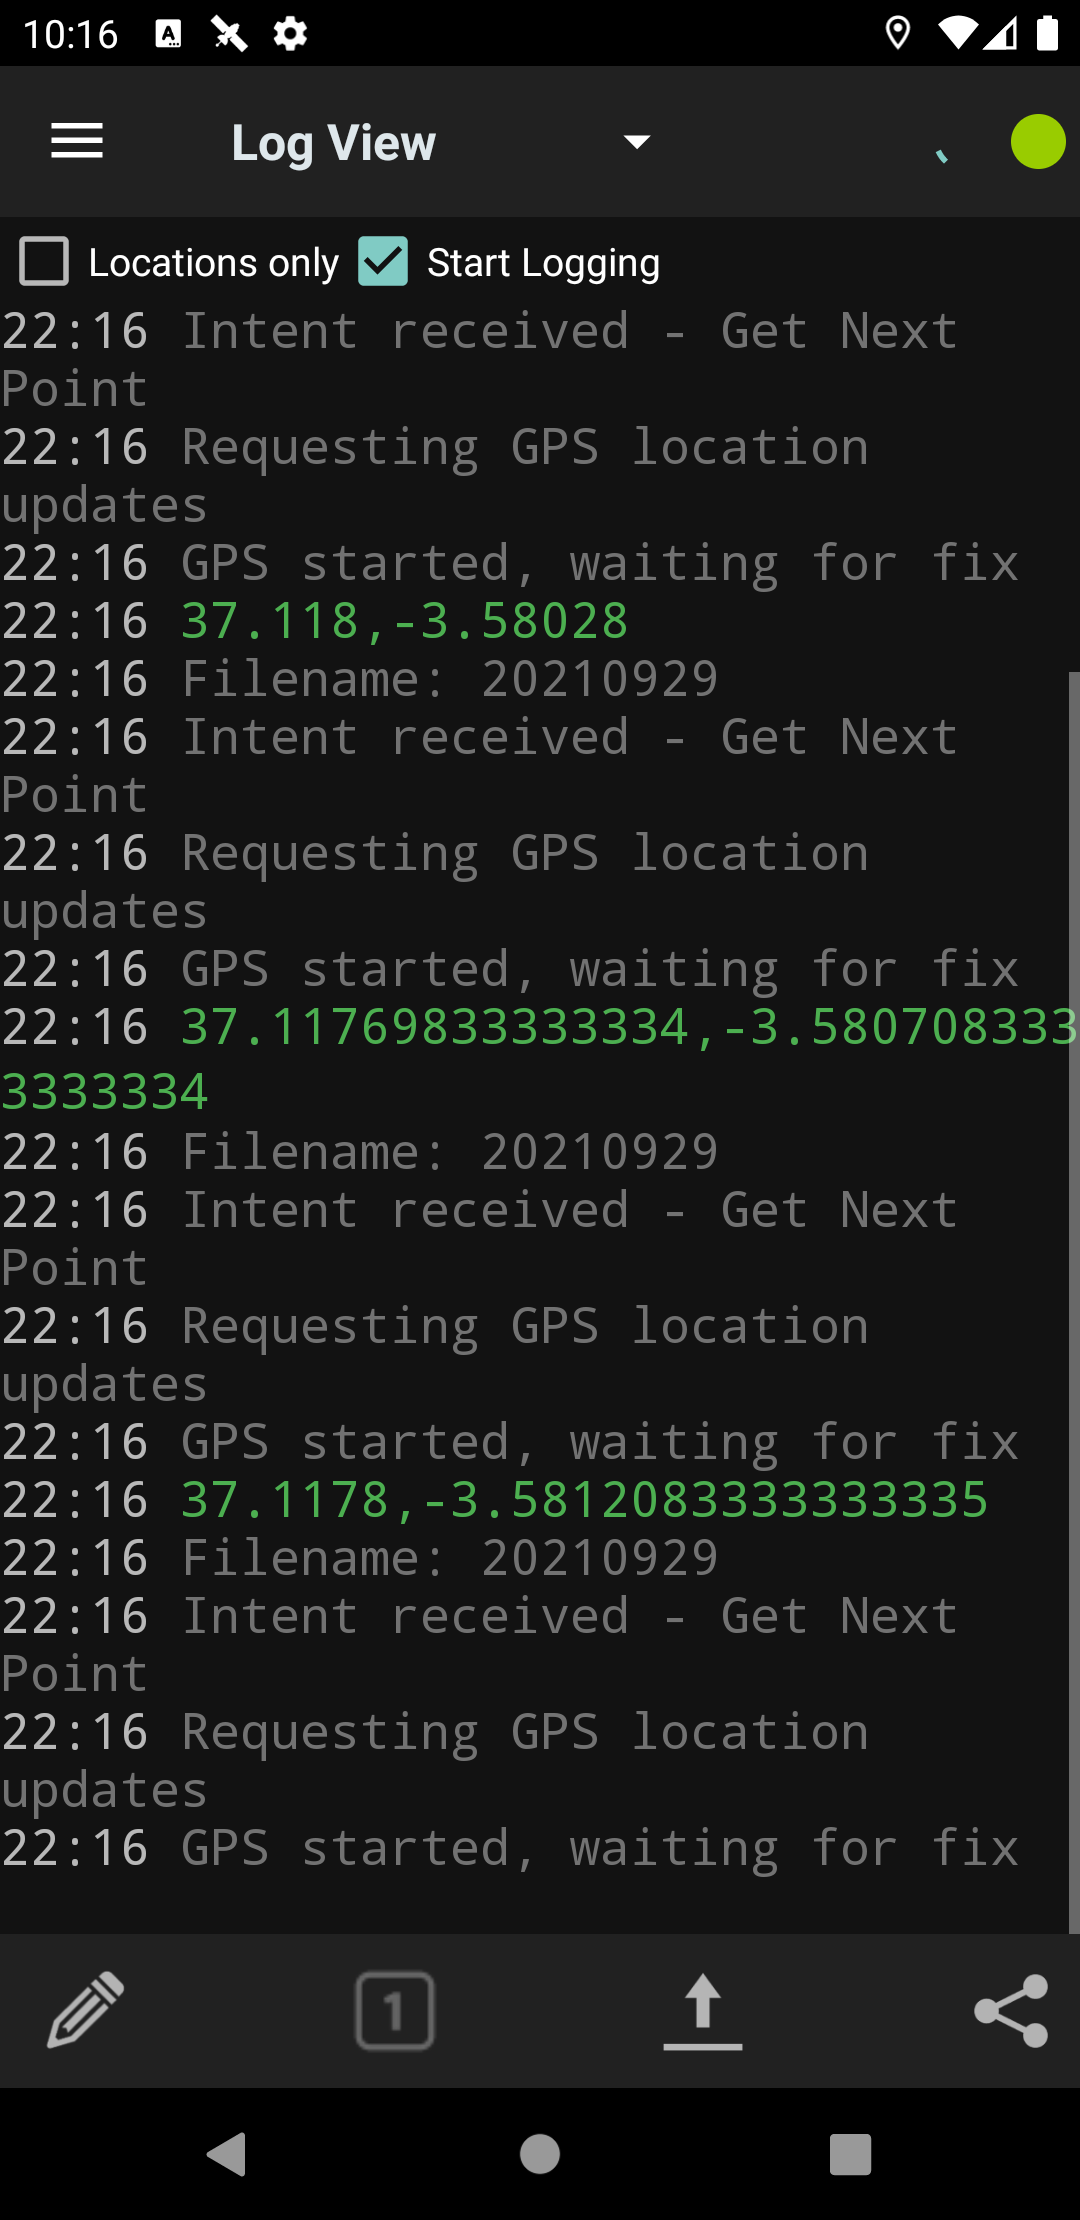 10:16
Log View
Locations only Start Logging
22:16 Intent received - Get Next
Point
22:16 Requesting GPS location
updates
22:16 GPS started, waiting for fix
22:16 37.118,-3.58028
22:16 Filename: 20210929
22:16 Intent received - Get Next
Point
22:16 Requesting GPS location
updates
22:16 GPS started, waiting for fix
22:16 37.11769833333334,-3.580708333
3333334
22:16 Filename: 20210929
22:16 Intent received - Get Next
Point
22:16 Requesting GPS location
updates
22:16 GPS started, waiting for fix
22:16 37.1178,-3.5812083333333335
22:16 Filename: 20210929
22:16 Intent received - Get Next
Point
22:16 Requesting GPS location
updates
22:16 GPS started, waiting for fix
1